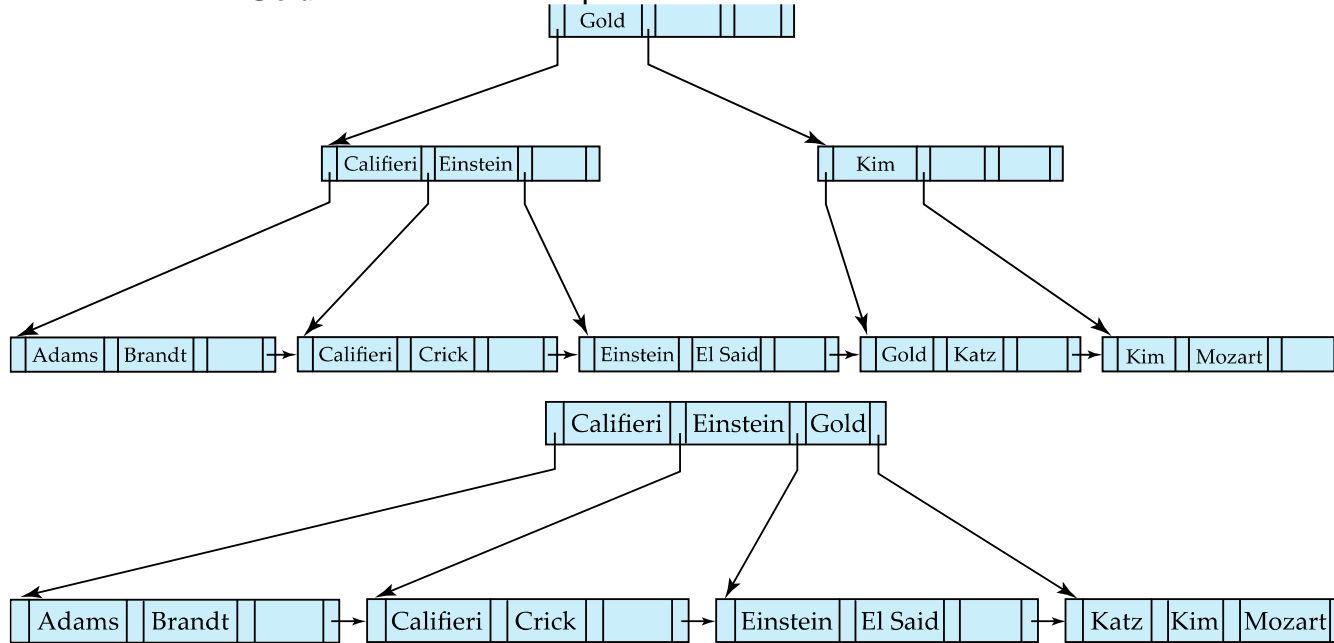 Gold
Califieri Einstein
Kim
Adams Brandt
Califieri Crick
Einstein El Said
Gold Katz
Kim Mozart
Califieri Einstein Gold
Adams Brandt
Califieri Crick
Einstein El Said
Katz Kim Mozart